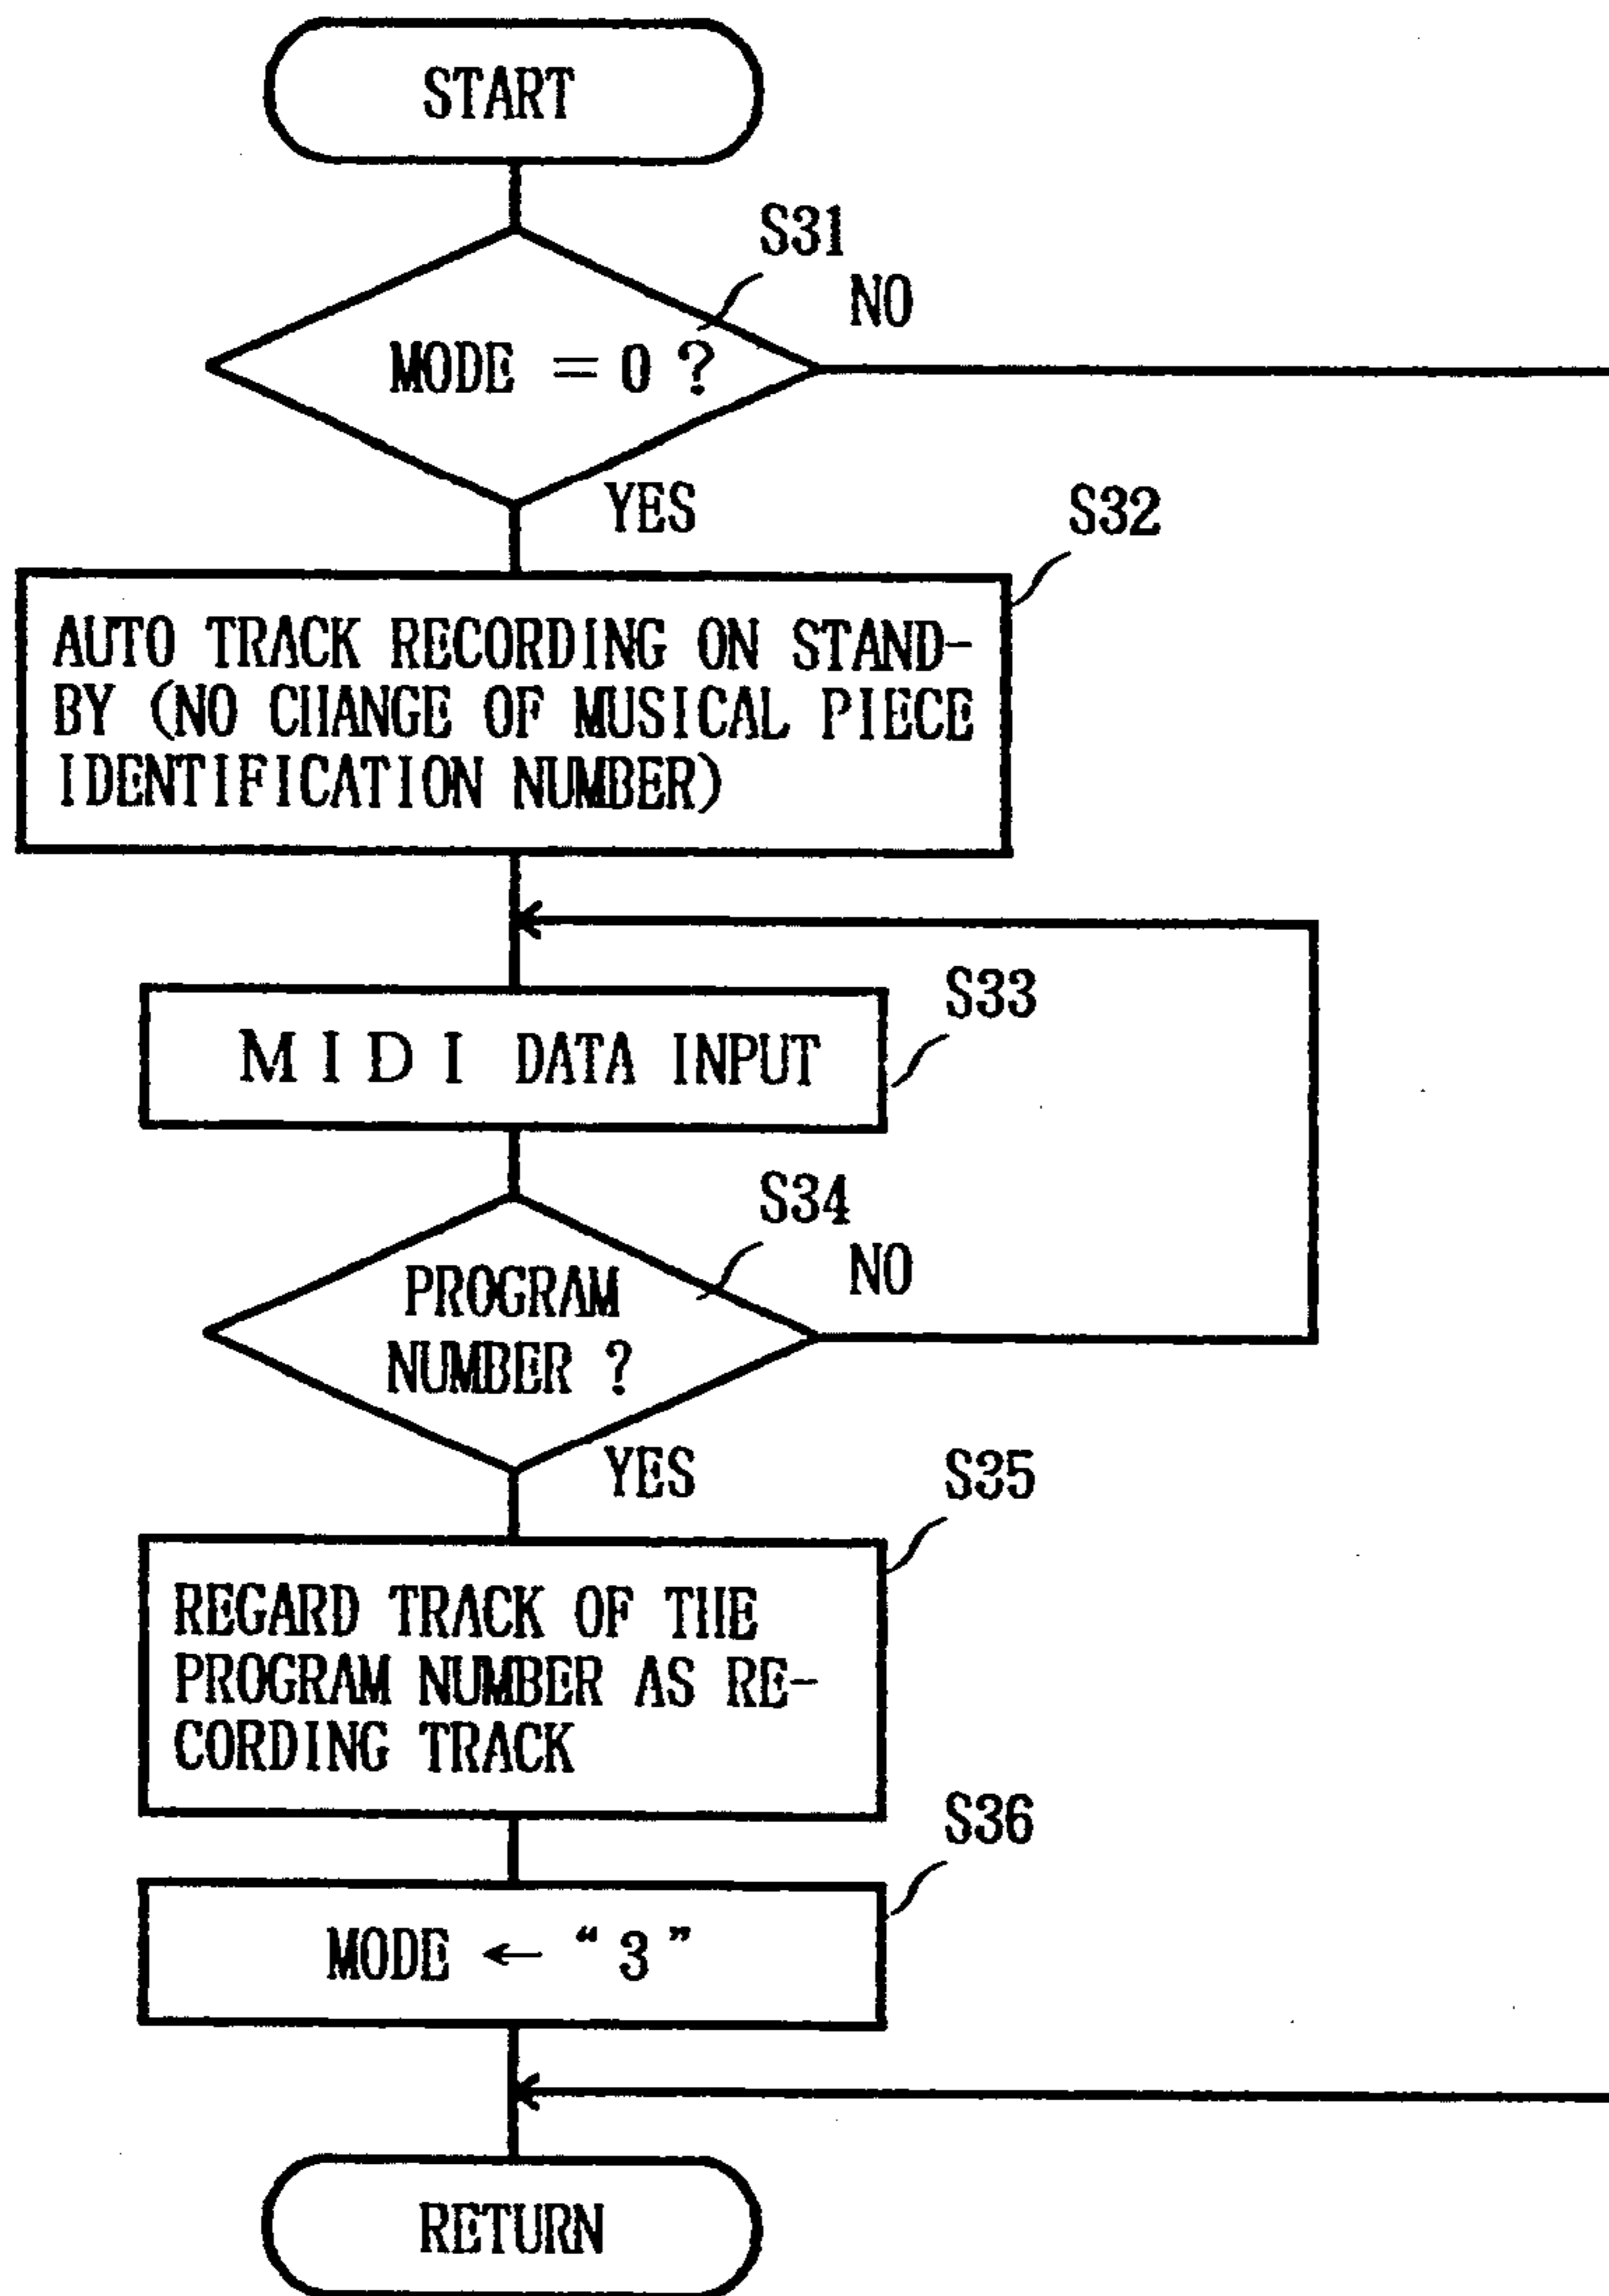 START
S31
NO
MODE = 0 ?
YES
S32
AUTO TRACK RECORDING ON STAND-
BY (NO CHANGE OF MUSICAL PIECE
IDENTIFICATION NUMBER)
S33
MIDI DATA INPUT
S34
NO
PROGRAM
NUMBER ?
YES
S35
REGARD TRACK OF THE
PROGRAM NUMBER AS RE-
CORDING TRACK
S36
MODE ← “3”
RETURN